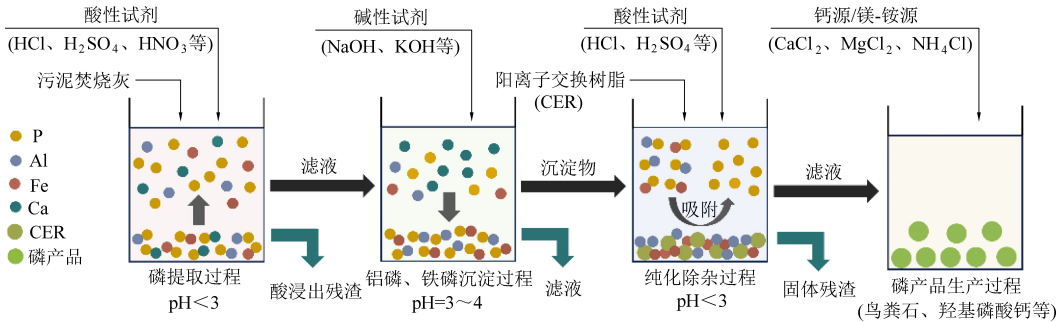 酸性试剂
(HCl、H₂SO₄、HNO₃等)
污泥焚烧灰
碱性试剂
(NaOH、KOH等)
酸性试剂
(HCl、H₂SO₄等)
阳离子交换树脂
(CER)
钙源/镁-铵源
(CaCl₂、MgCl₂、NH₄Cl)
P
Al
Fe
Ca
CER
磷产品
滤液
沉淀物
吸附
滤液
磷提取过程
pH＜3
酸浸出残渣
铝磷、铁磷沉淀过程
pH=3～4
滤液
纯化除杂过程
pH＜3
固体残渣
磷产品生产过程
(鸟粪石、羟基磷酸钙等)